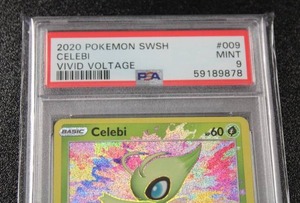 2020 POKEMON SWSH #009
CELEBI MINT
VIVID VOLTAGE 9
PSA 59189878
BASIC Celebi 60